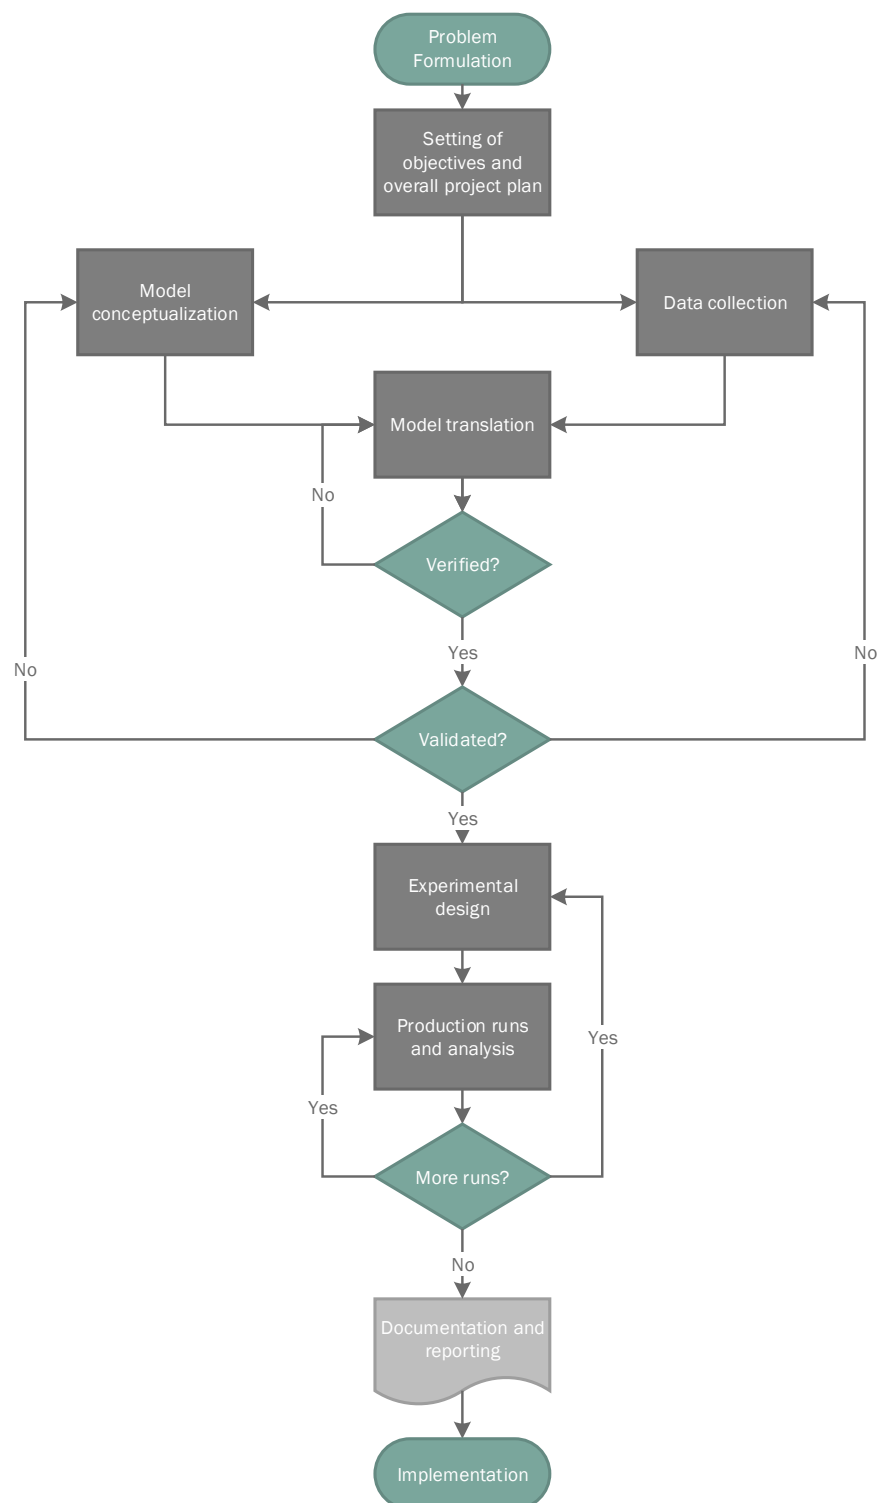 Problem
Formulation
Setting of
objectives and
overall project plan
Model
conceptualization
Data collection
Model translation
No
Verified?
Yes
No
No
Validated?
Yes
Experimental
design
Production runs
and analysis
Yes
Yes
More runs?
No
Documentation and
reporting
Implementation